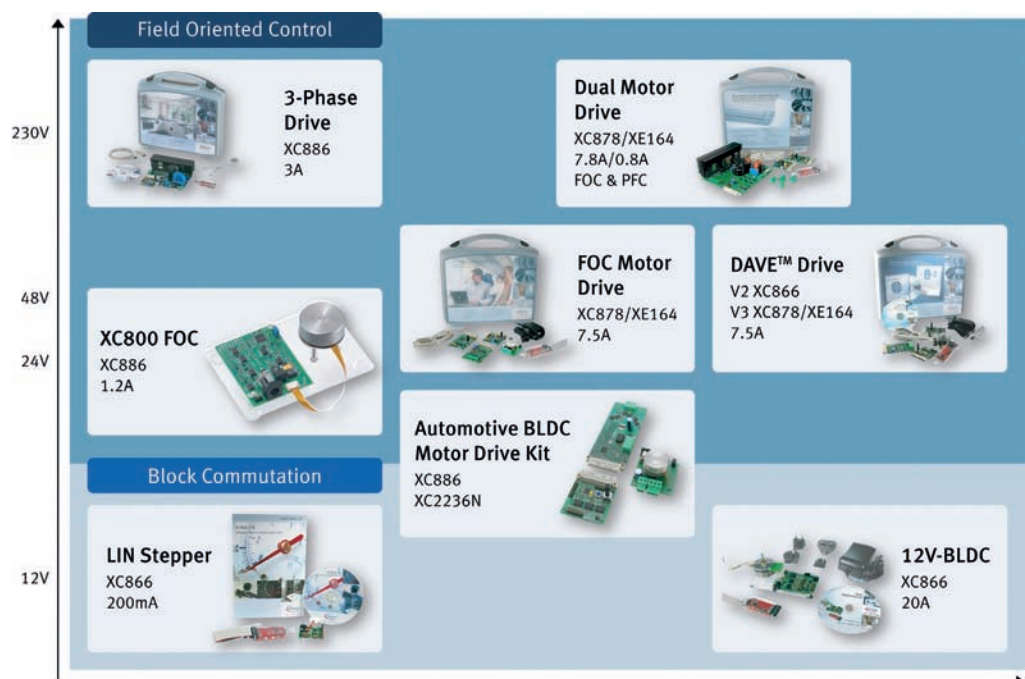 Field Oriented Control
3-Phase
Drive
XC886
3A
Dual Motor
Drive
XC878/XE164
7.8A/0.8A
FOC & PFC
230V
FOC Motor
Drive
XC878/XE164
7.5A
DAVE™ Drive
V2 XC866
V3 XC878/XE164
7.5A
48V
24V
XC800 FOC
XC886
1.2A
Automotive BLDC
Motor Drive Kit
XC886
XC2236N
Block Commutation
12V
LIN Stepper
XC866
200mA
12V-BLDC
XC866
20A